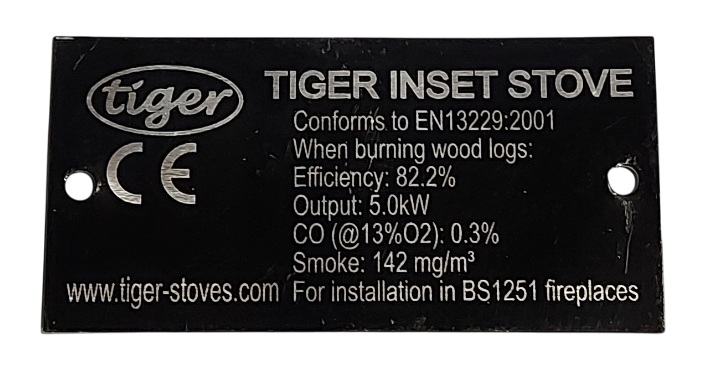 tiger
TIGER INSET STOVE
Conforms to EN13229:2001
CE
When burning wood logs:
Efficiency: 82.2%
Output: 5.0kW
CO (@13%O2): 0.3%
Smoke: 142 mg/m³
www.tiger-stoves.com
For installation in BS1251 fireplaces